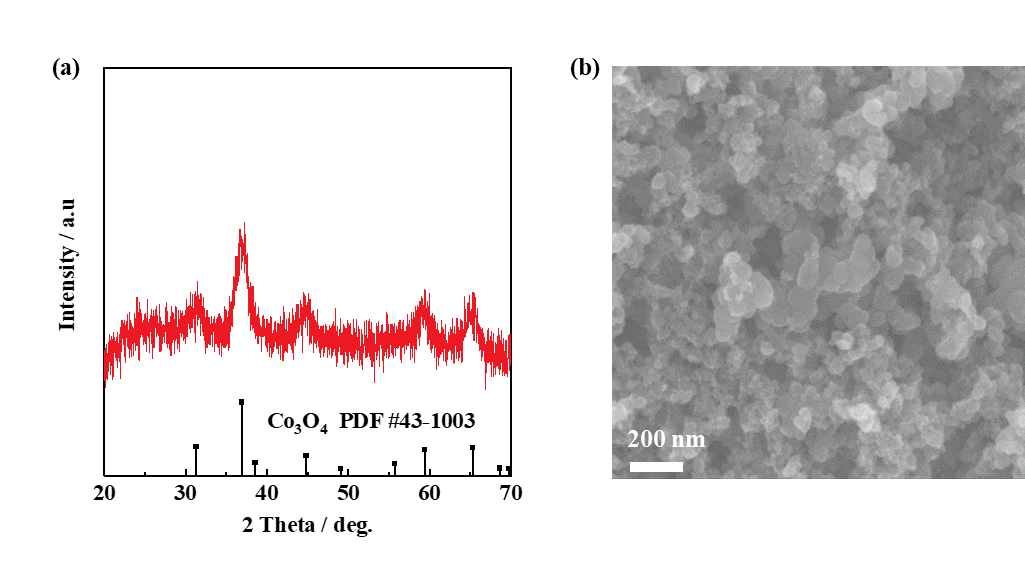 (a)
Intensity / a.u
Co₃O₄ PDF #43-1003
20 30 40 50 60 70
2 Theta / deg.
(b)
200 nm